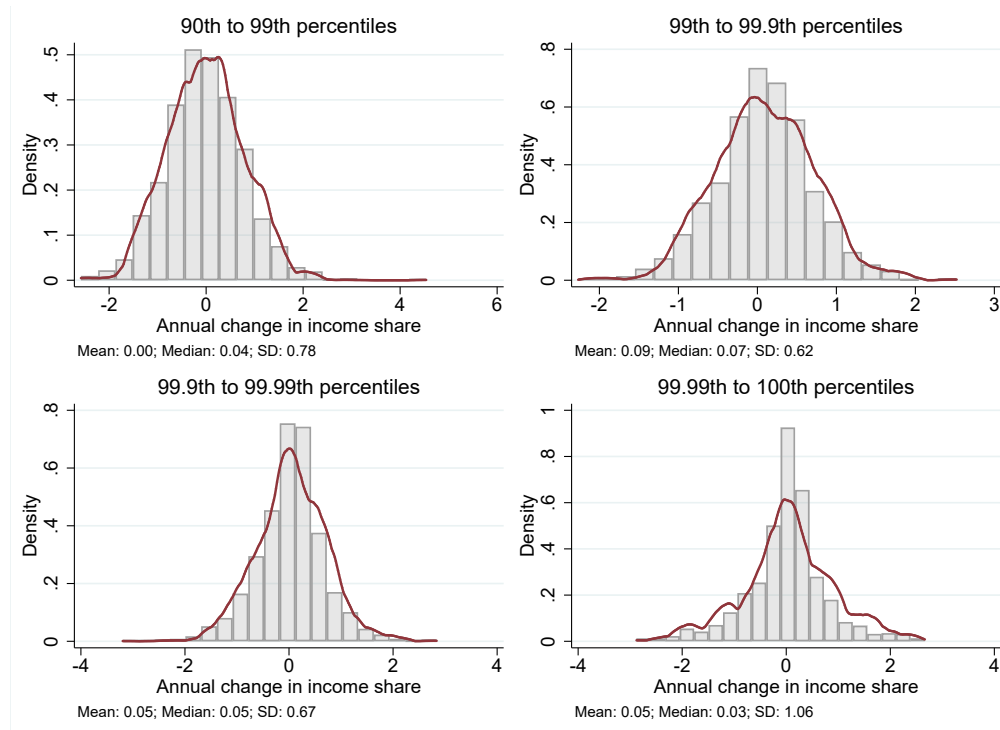 90th to 99th percentiles
Density
.5
.4
.3
.2
.1
0
-2 0 2 4 6
Annual change in income share
Mean: 0.00; Median: 0.04; SD: 0.78
99th to 99.9th percentiles
Density
.8
.6
.4
.2
0
-2 -1 0 1 2 3
Annual change in income share
Mean: 0.09; Median: 0.07; SD: 0.62
99.9th to 99.99th percentiles
Density
.8
.6
.4
.2
0
-4 -2 0 2 4
Annual change in income share
Mean: 0.05; Median: 0.05; SD: 0.67
99.99th to 100th percentiles
Density
1
.8
.6
.4
.2
0
-4 -2 0 2 4
Annual change in income share
Mean: 0.05; Median: 0.03; SD: 1.06